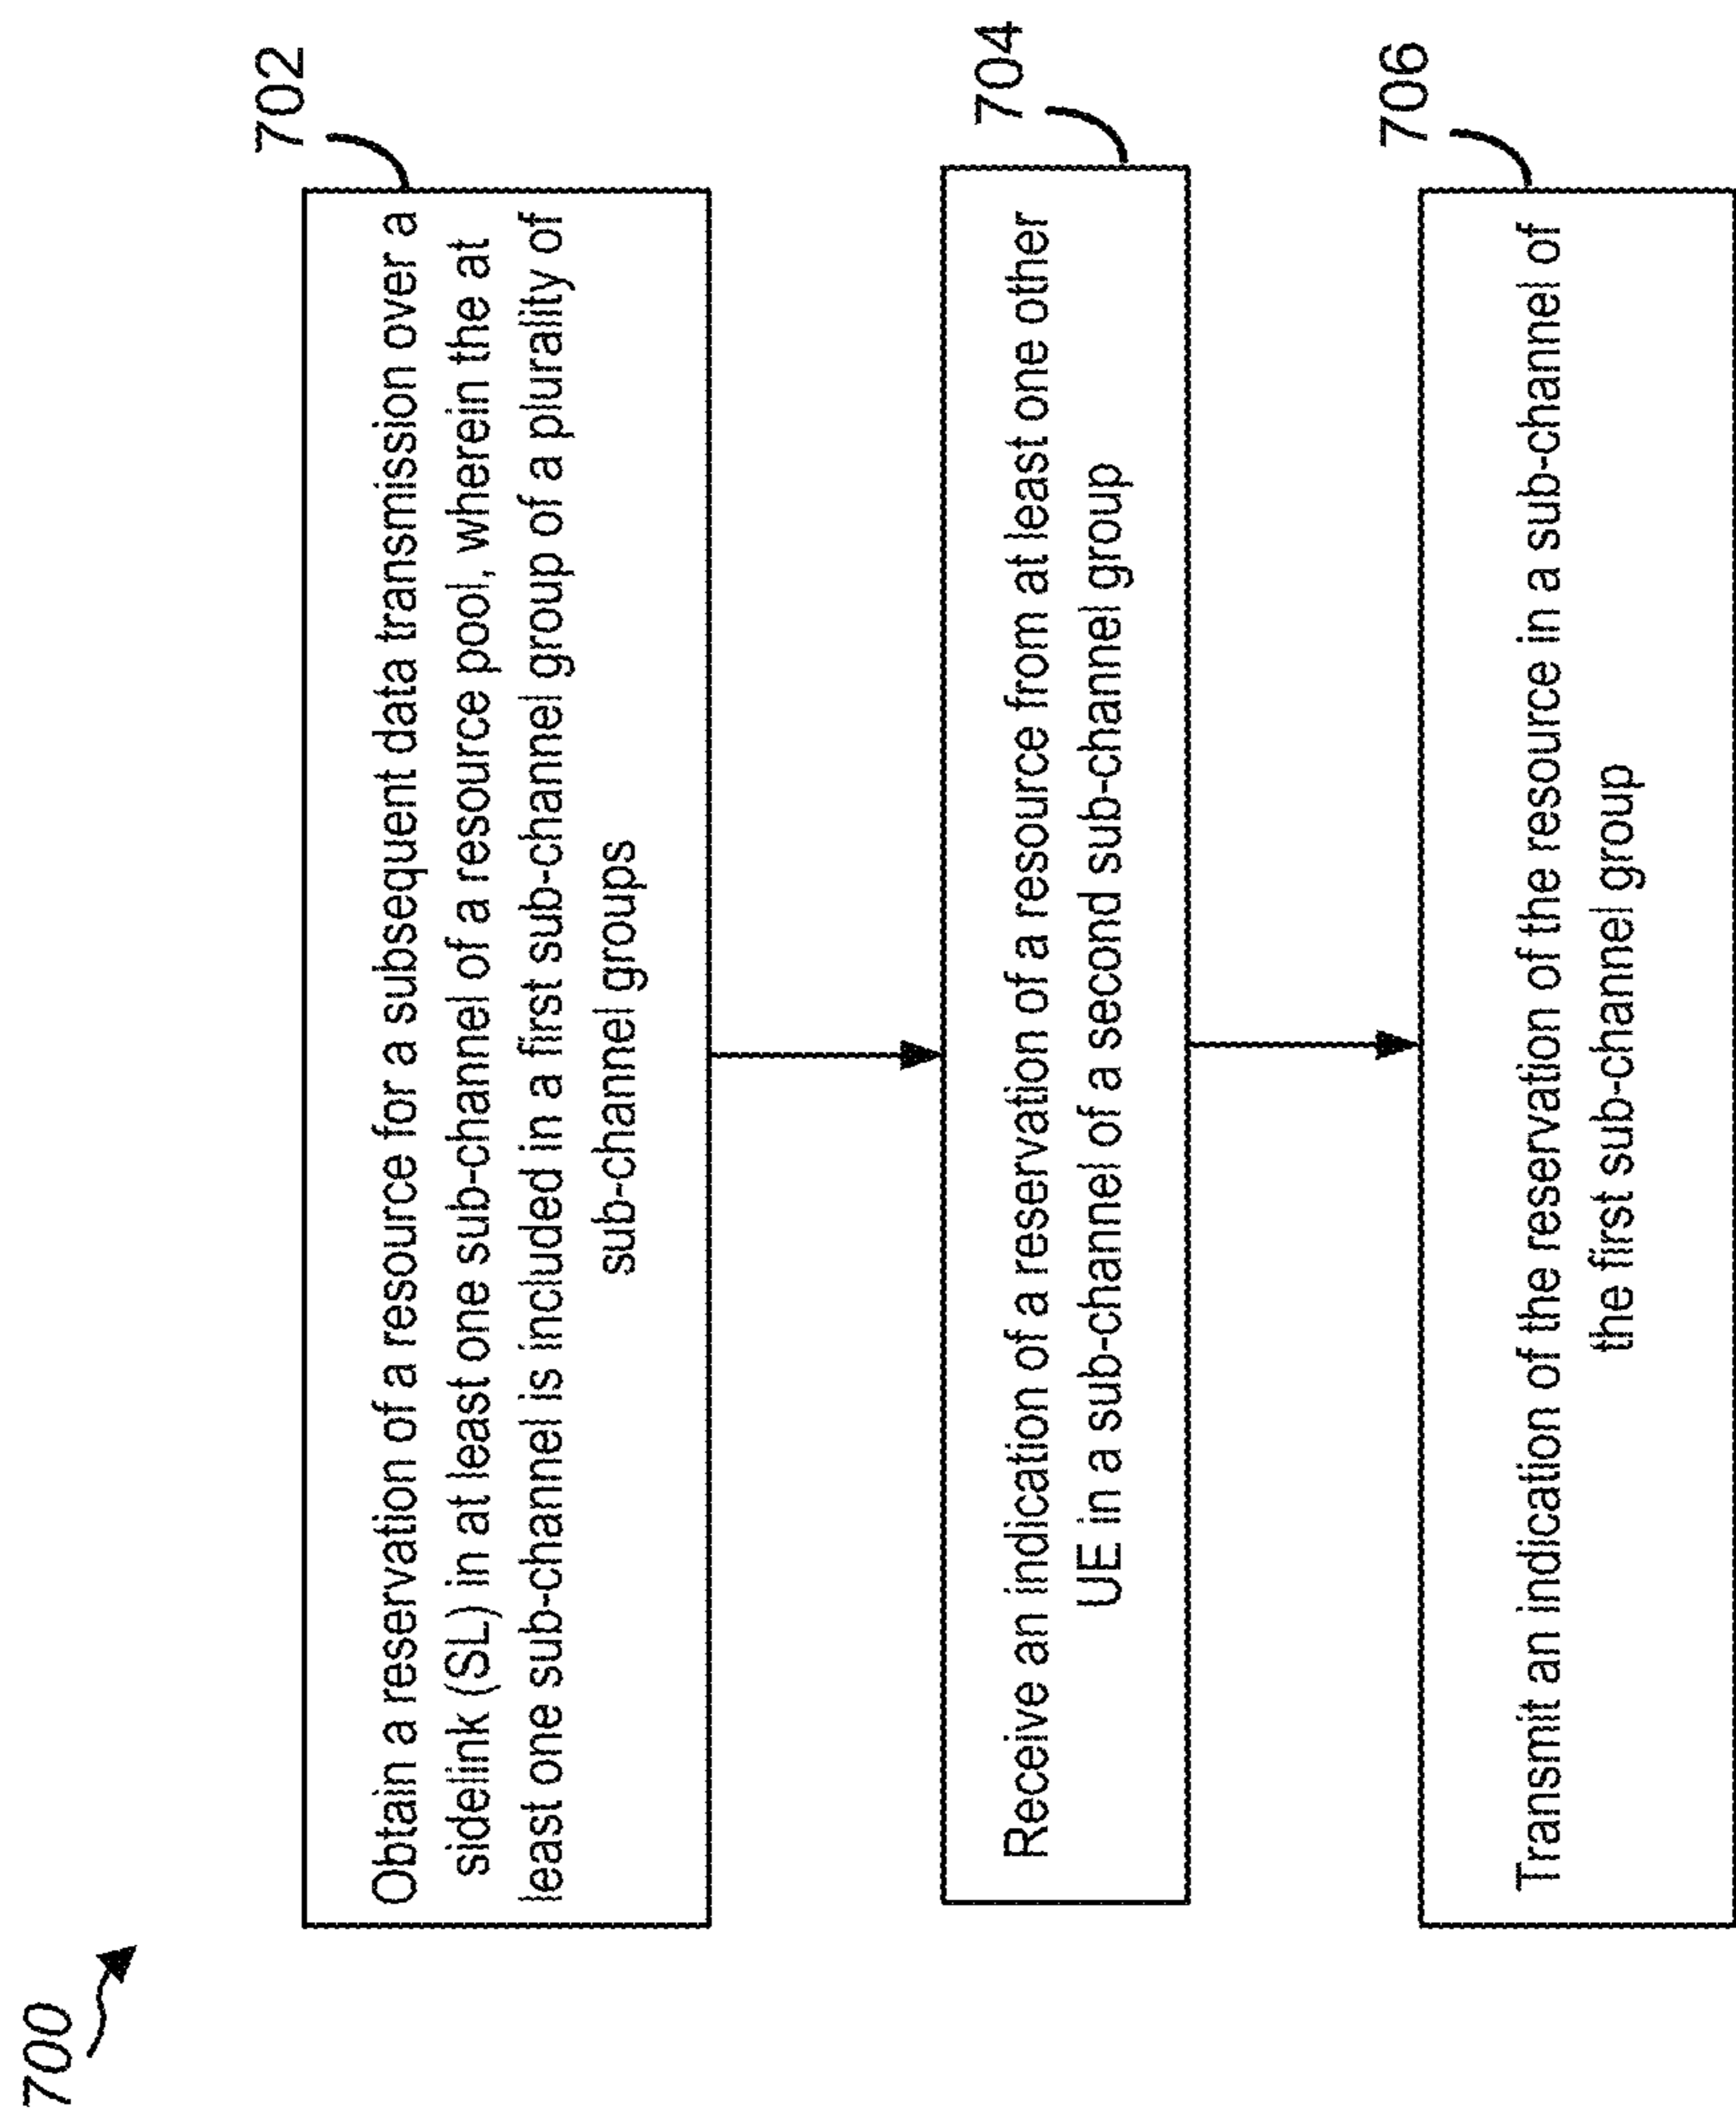 700
702
Obtain a reservation of a resource for a subsequent data transmission over a
sidelink (SL) in at least one sub-channel of a resource pool, wherein the at
least one sub-channel is included in a first sub-channel group of a plurality of
sub-channel groups
704
Receive an indication of a reservation of a resource from at least one other
UE in a sub-channel of a second sub-channel group
706
Transmit an indication of the reservation of the resource in a sub-channel of
the first sub-channel group